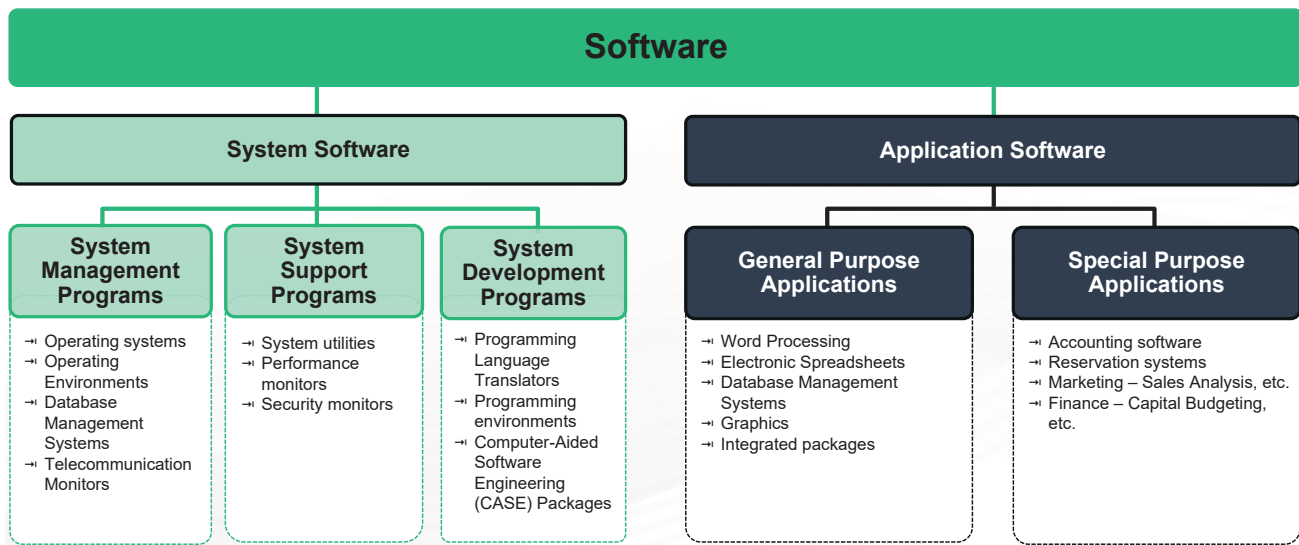 Software
System Software
Application Software
System
Management
Programs
System
Support
Programs
System
Development
Programs
General Purpose
Applications
Special Purpose
Applications
→ Operating systems
→ Operating
Environments
→ Database
Management
Systems
→ Telecommunication
Monitors
→ System utilities
→ Performance
monitors
→ Security monitors
→ Programming
Language
Translators
→ Programming
environments
→ Computer-Aided
Software
Engineering
(CASE) Packages
→ Word Processing
→ Electronic Spreadsheets
→ Database Management
Systems
→ Graphics
→ Integrated packages
→ Accounting software
→ Reservation systems
→ Marketing – Sales Analysis, etc.
→ Finance – Capital Budgeting,
etc.